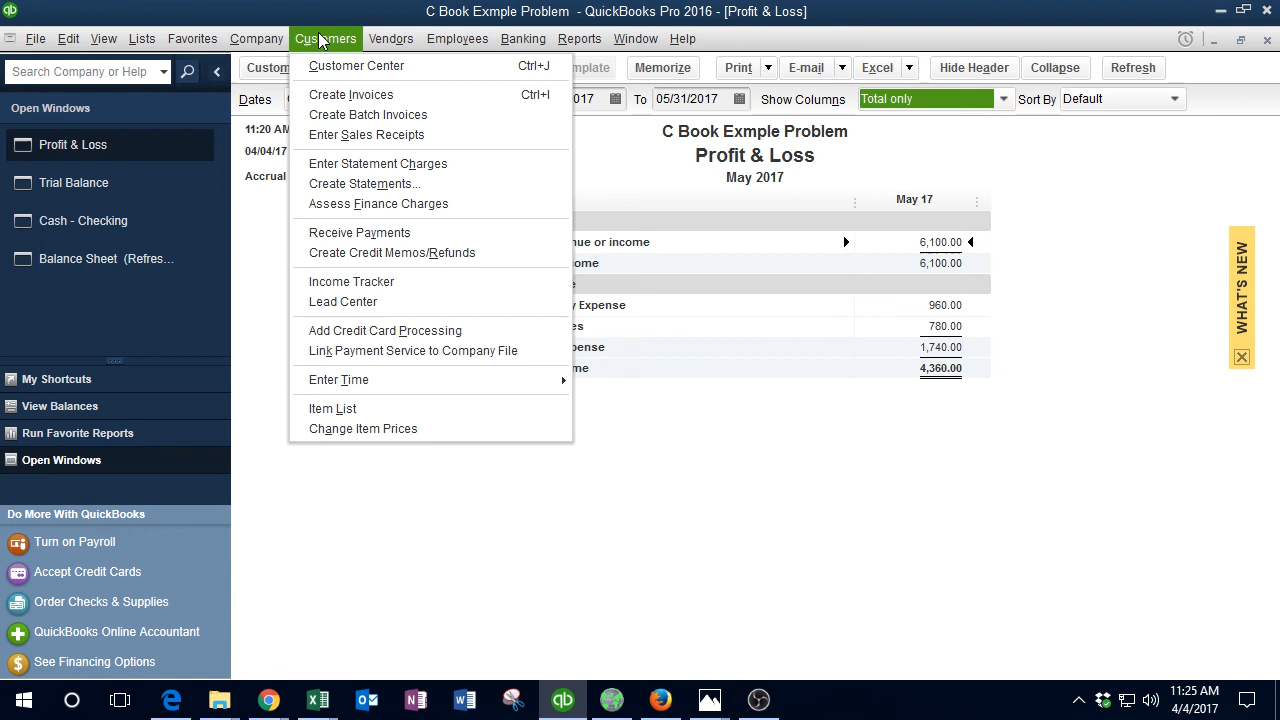 C Book Exmple Problem - QuickBooks Pro 2016 - [Profit & Loss]
File Edit View Lists Favorites Company Customers Vendors Employees Banking Reports Window Help
Search Company or Help
Custom
mplate
Memorize
Print
E-mail
Excel
Hide Header
Collapse
Refresh
Dates
017
To
05/31/2017
Show Columns
Total only
Sort By
Default
Open Windows
Profit & Loss
Trial Balance
Cash - Checking
Balance Sheet (Refres...
My Shortcuts
View Balances
Run Favorite Reports
Open Windows
Do More With QuickBooks
Turn on Payroll
Accept Credit Cards
Order Checks & Supplies
QuickBooks Online Accountant
See Financing Options
Customer Center Ctrl+J
Create Invoices Ctrl+I
Create Batch Invoices
Enter Sales Receipts
Enter Statement Charges
Create Statements...
Assess Finance Charges
Receive Payments
Create Credit Memos/Refunds
Income Tracker
Lead Center
Add Credit Card Processing
Link Payment Service to Company File
Enter Time
Item List
Change Item Prices
11:20 AM
04/04/17
Accrual
C Book Exmple Problem
Profit & Loss
May 2017
May 17
nue or income 6,100.00
ome 6,100.00
e
y Expense 960.00
es 780.00
pense 1,740.00
me 4,360.00
WHAT'S NEW
11:25 AM
4/4/2017